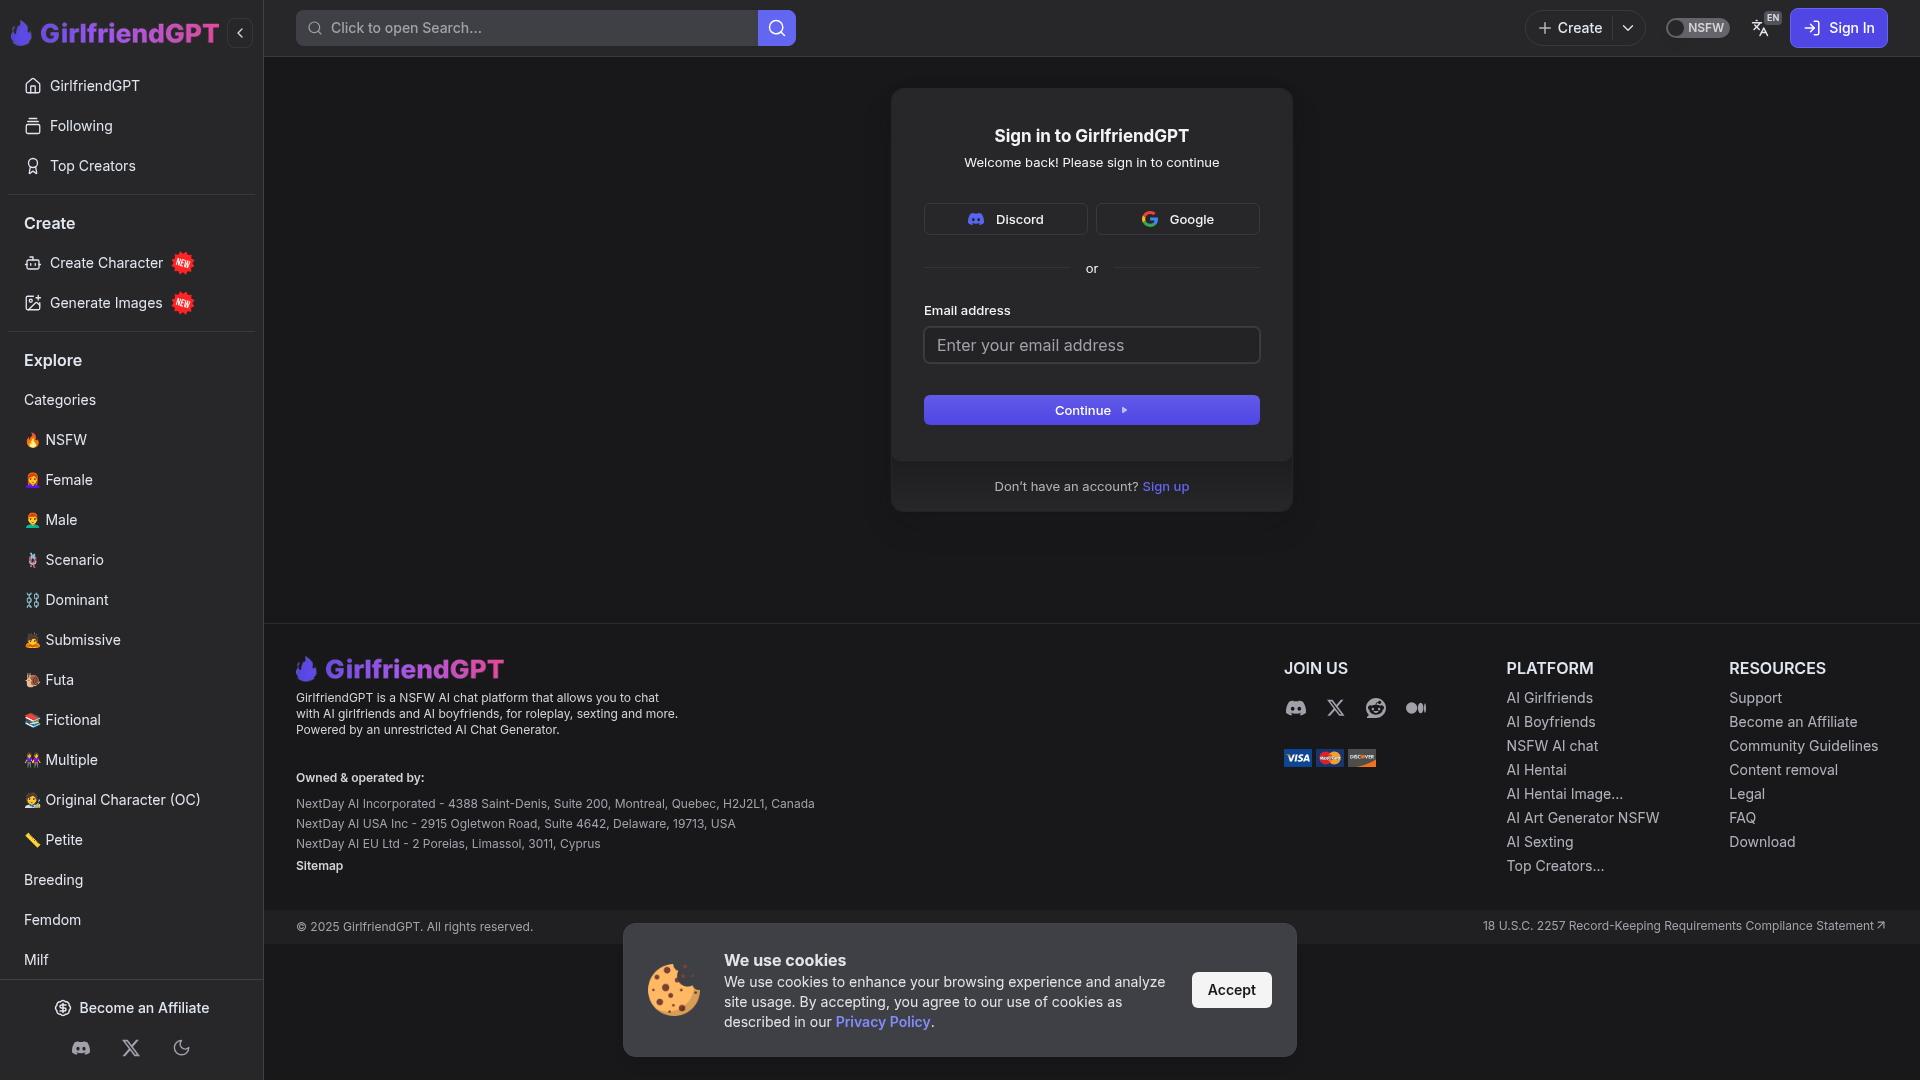 GirlfriendGPT
GirlfriendGPT
Following
Top Creators
Create
Create Character NEW
Generate Images NEW
Explore
Categories
NSFW
Female
Male
Scenario
Dominant
Submissive
Futa
Fictional
Multiple
Original Character (OC)
Petite
Breeding
Femdom
Milf
Become an Affiliate
Click to open Search...
Create
NSFW
EN
Sign In
Sign in to GirlfriendGPT
Welcome back! Please sign in to continue
Discord
Google
or
Email address
Enter your email address
Continue
Don't have an account? Sign up
GirlfriendGPT
GirlfriendGPT is a NSFW AI chat platform that allows you to chat
with AI girlfriends and AI boyfriends, for roleplay, sexting and more.
Powered by an unrestricted AI Chat Generator.
Owned & operated by:
NextDay AI Incorporated - 4388 Saint-Denis, Suite 200, Montreal, Quebec, H2J2L1, Canada
NextDay AI USA Inc - 2915 Ogletwon Road, Suite 4642, Delaware, 19713, USA
NextDay AI EU Ltd - 2 Poreias, Limassol, 3011, Cyprus
Sitemap
JOIN US
VISA
MasterCard
DISCOVER
PLATFORM
AI Girlfriends
AI Boyfriends
NSFW AI chat
AI Hentai
AI Hentai Image...
AI Art Generator NSFW
AI Sexting
Top Creators...
RESOURCES
Support
Become an Affiliate
Community Guidelines
Content removal
Legal
FAQ
Download
© 2025 GirlfriendGPT. All rights reserved.
18 U.S.C. 2257 Record-Keeping Requirements Compliance Statement
We use cookies
We use cookies to enhance your browsing experience and analyze
site usage. By accepting, you agree to our use of cookies as
described in our Privacy Policy.
Accept